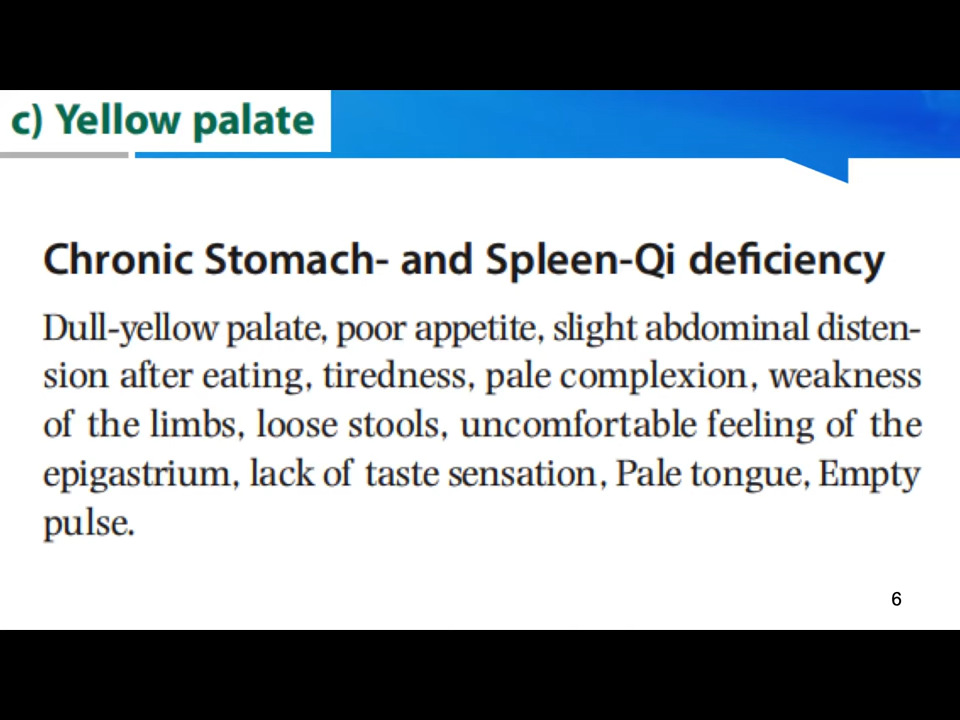 c) Yellow palate
Chronic Stomach- and Spleen-Qi deficiency
Dull-yellow palate, poor appetite, slight abdominal disten-
sion after eating, tiredness, pale complexion, weakness
of the limbs, loose stools, uncomfortable feeling of the
epigastrium, lack of taste sensation, Pale tongue, Empty
pulse.
6